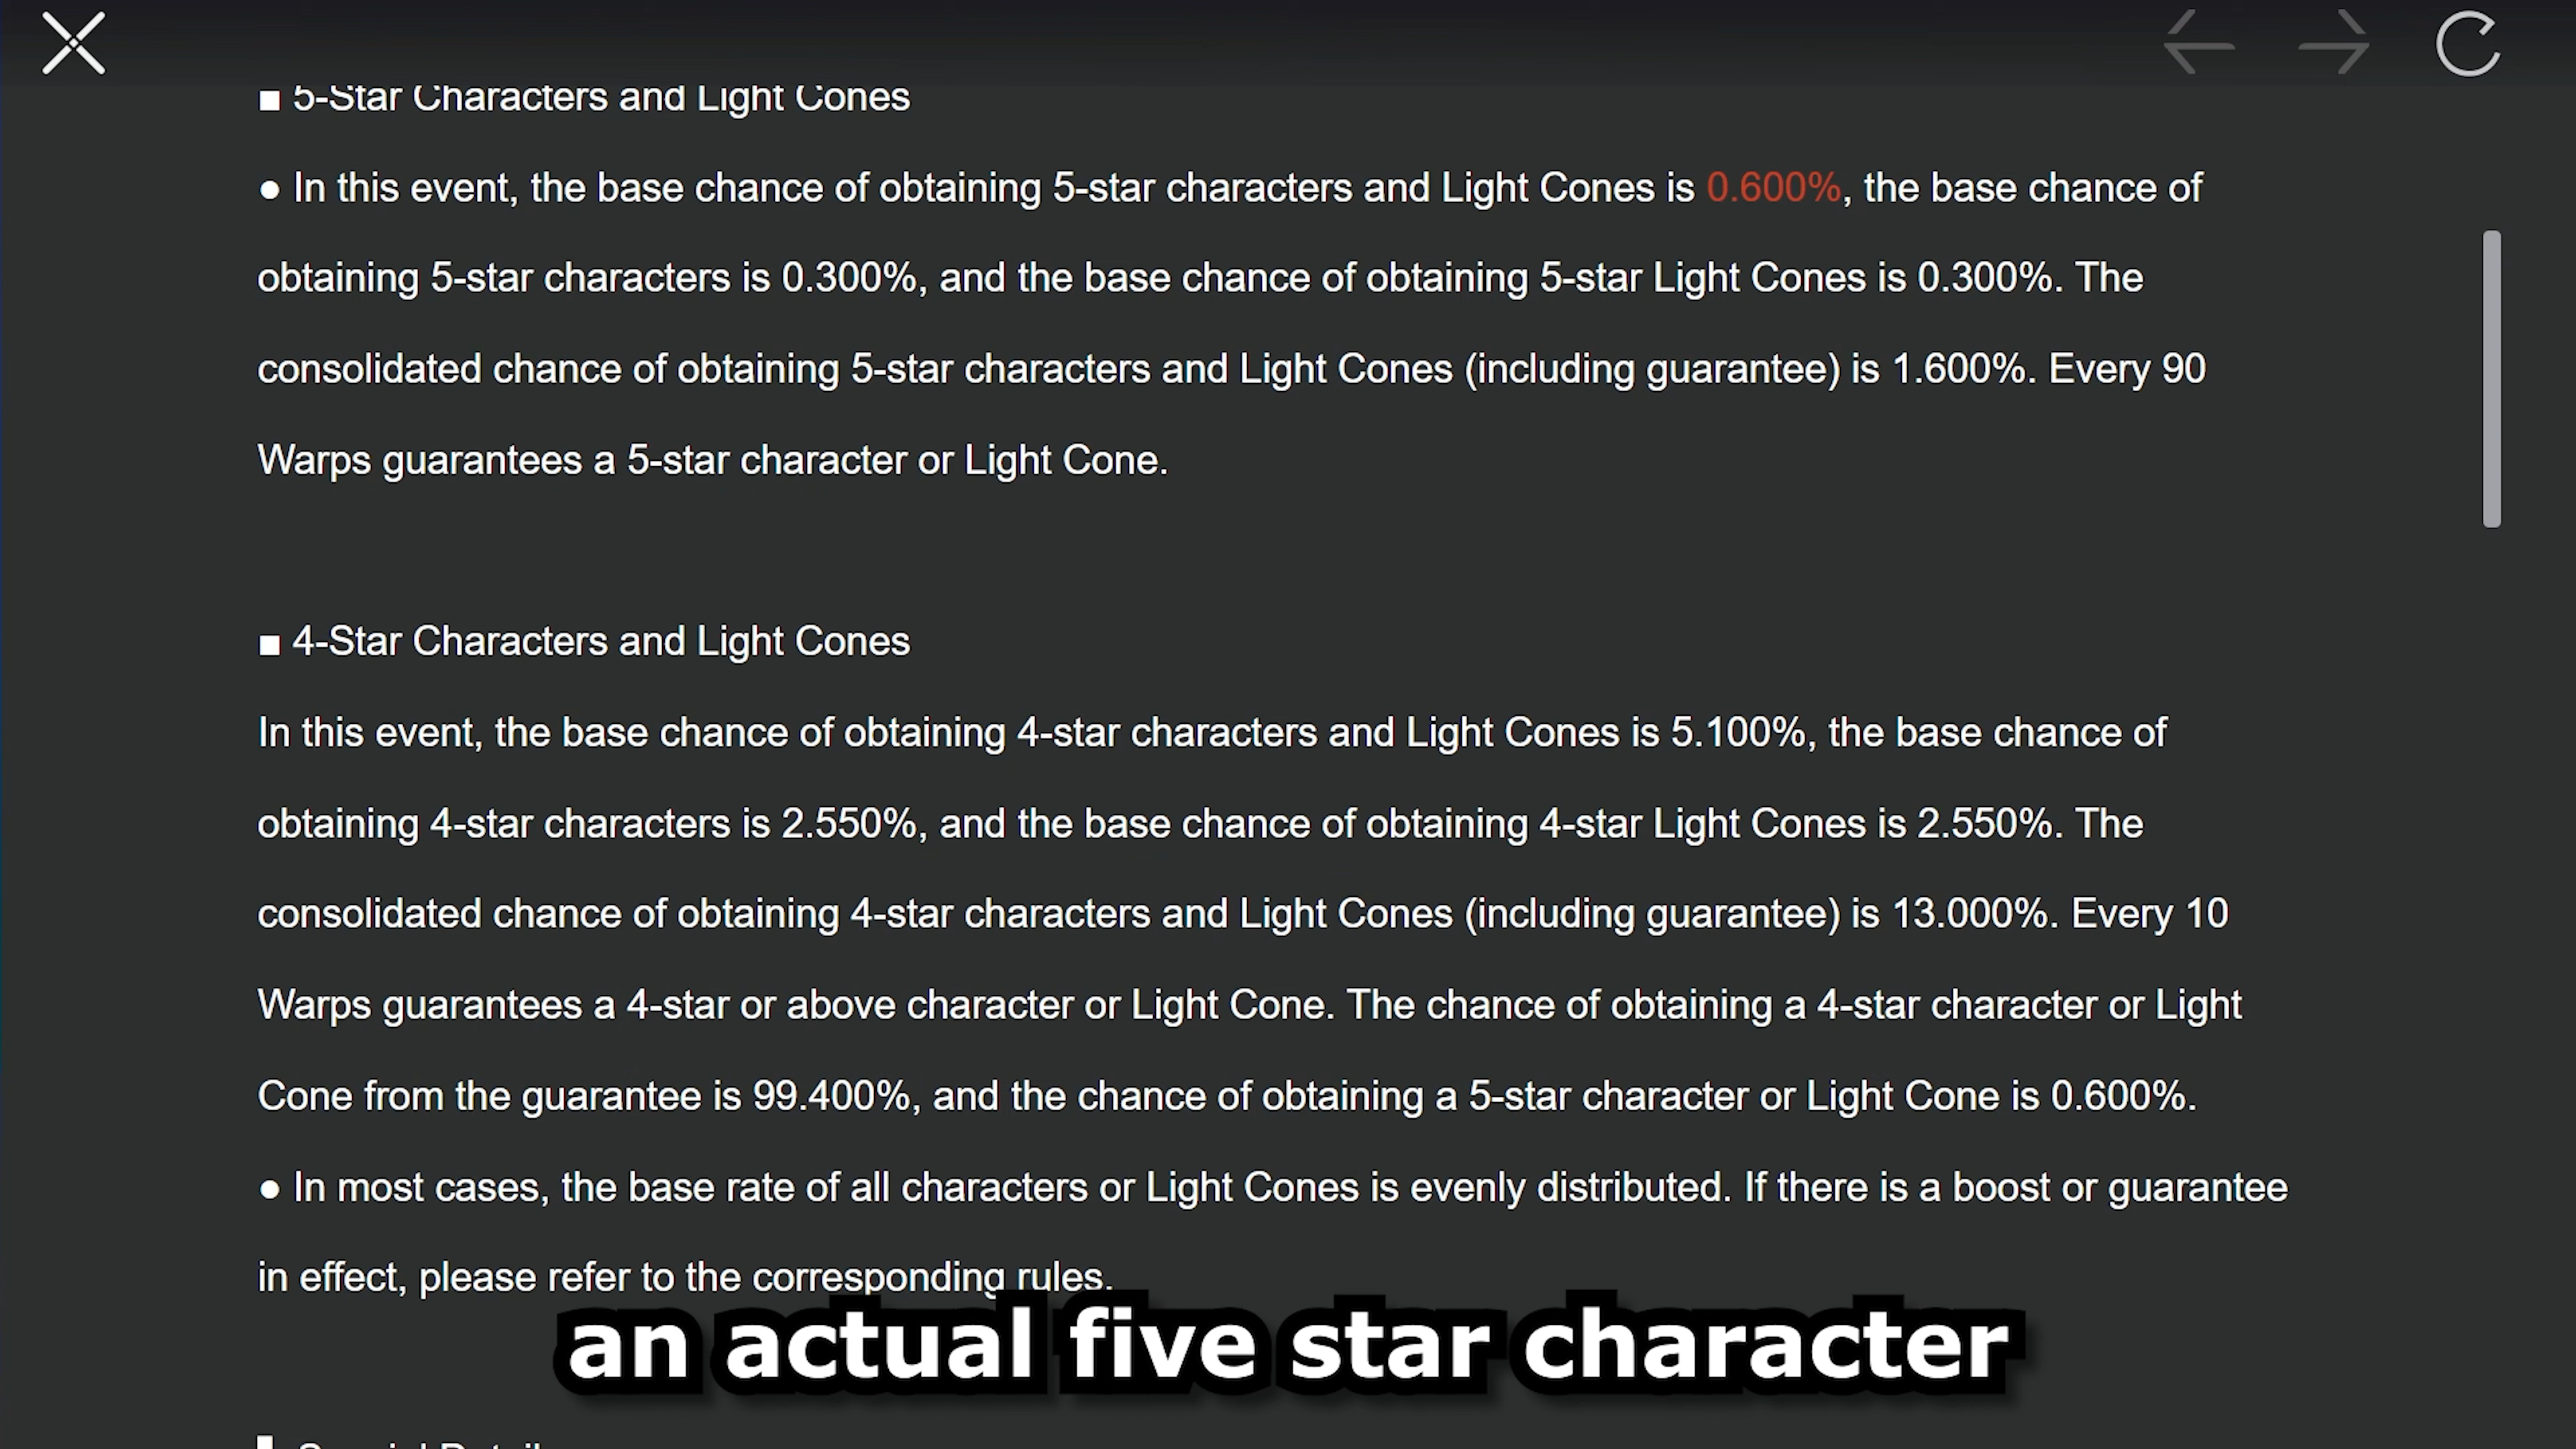 ■ 5-Star Characters and Light Cones
● In this event, the base chance of obtaining 5-star characters and Light Cones is 0.600%, the base chance of
obtaining 5-star characters is 0.300%, and the base chance of obtaining 5-star Light Cones is 0.300%. The
consolidated chance of obtaining 5-star characters and Light Cones (including guarantee) is 1.600%. Every 90
Warps guarantees a 5-star character or Light Cone.
■ 4-Star Characters and Light Cones
In this event, the base chance of obtaining 4-star characters and Light Cones is 5.100%, the base chance of
obtaining 4-star characters is 2.550%, and the base chance of obtaining 4-star Light Cones is 2.550%. The
consolidated chance of obtaining 4-star characters and Light Cones (including guarantee) is 13.000%. Every 10
Warps guarantees a 4-star or above character or Light Cone. The chance of obtaining a 4-star character or Light
Cone from the guarantee is 99.400%, and the chance of obtaining a 5-star character or Light Cone is 0.600%.
● In most cases, the base rate of all characters or Light Cones is evenly distributed. If there is a boost or guarantee
in effect, please refer to the corresponding rules.
an actual five star character